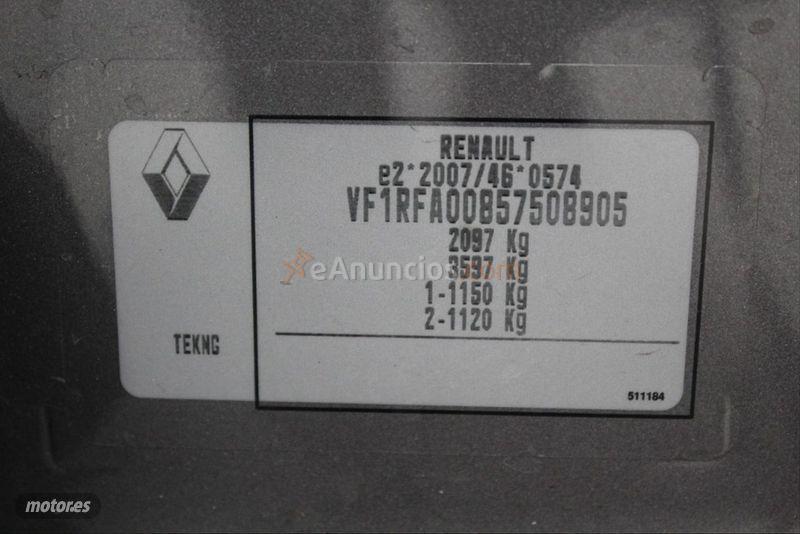 RENAULT
e2*2007/46*0574
VF1RFA00857508905
2097 Kg
3597 Kg
1-1150 Kg
2-1120 Kg
TEKNG
511184
eAnuncios.com
motor.es